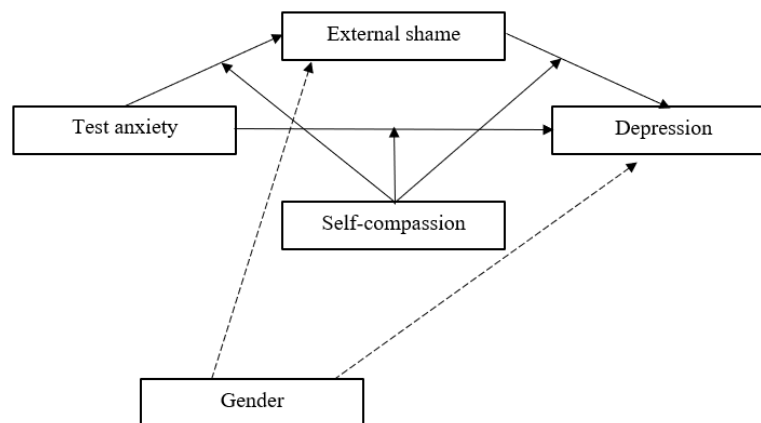 External shame
Test anxiety
Depression
Self-compassion
Gender